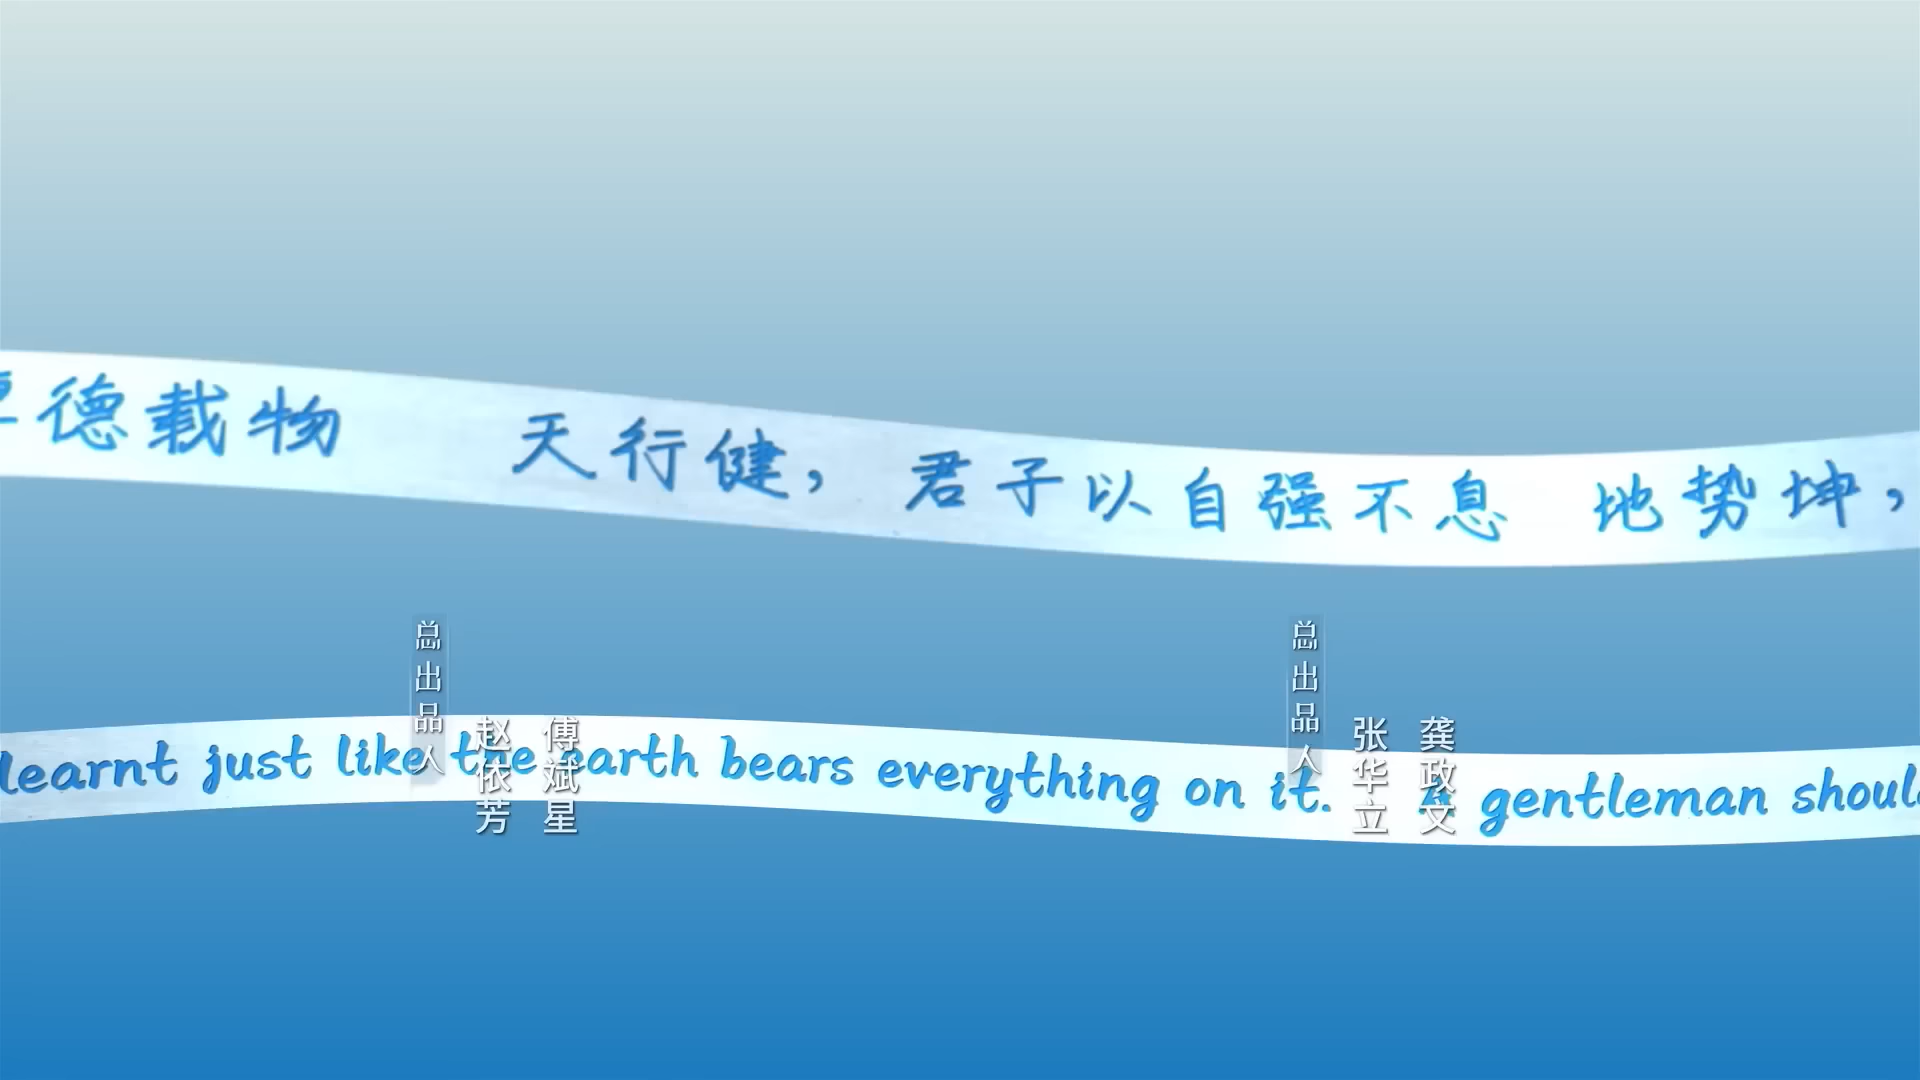 德载物 天行健，君子以自强不息 地势坤，
总出品人
赵依芳
傅斌星
总出品人
张华立
龚政文
learnt just like the earth bears everything on it. A gentleman